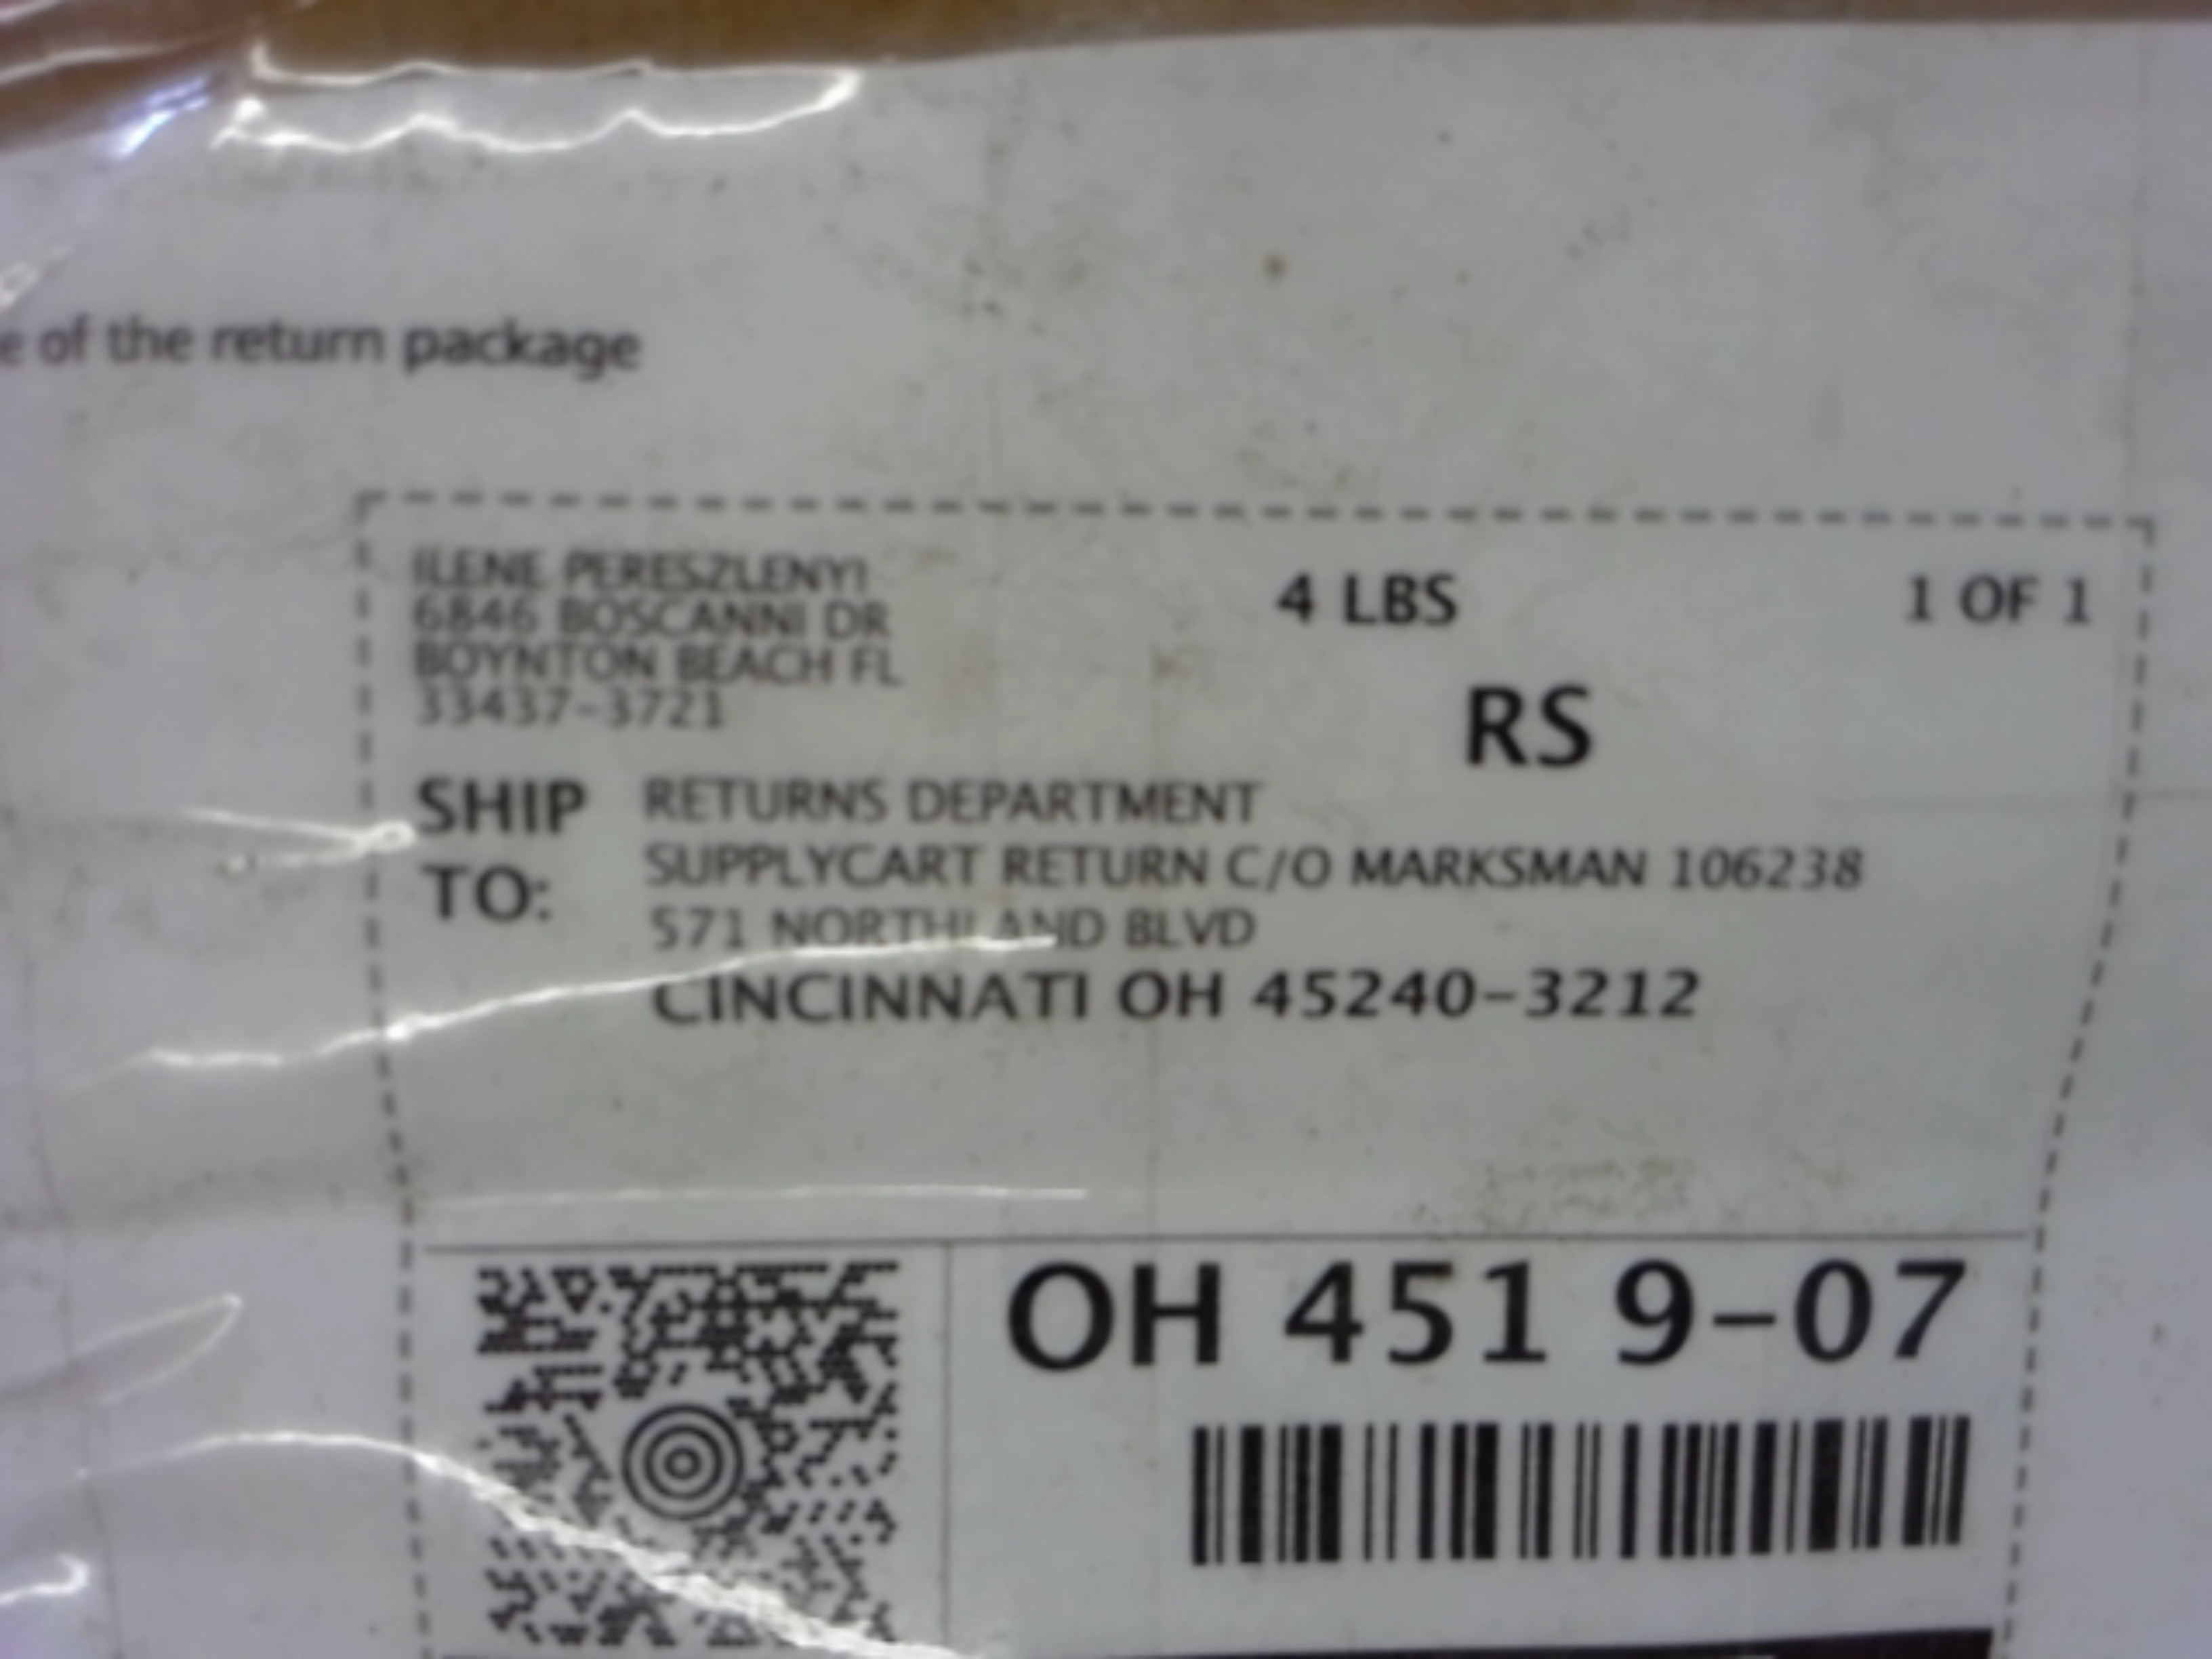 e of the return package
ILENE PERESZLENYI
6846 BOSCANNI DR
BOYNTON BEACH FL
33437-3721
4 LBS
1 OF 1
RS
SHIP TO:
RETURNS DEPARTMENT
SUPPLYCART RETURN C/O MARKSMAN 106238
571 NORTHLAND BLVD
CINCINNATI OH 45240-3212
OH 451 9-07